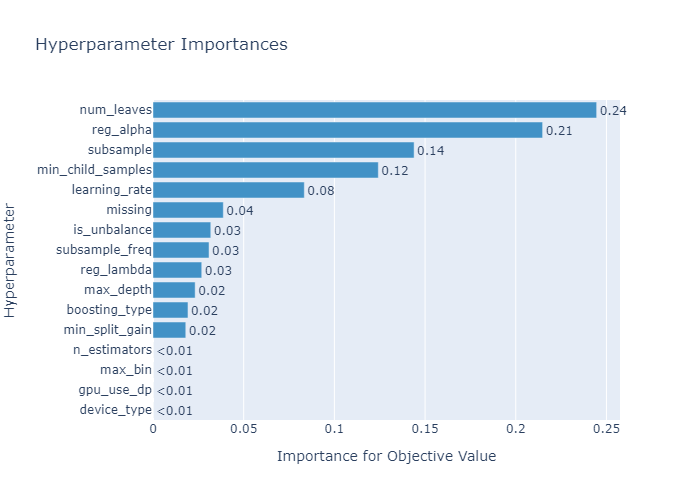 Hyperparameter Importances
Hyperparameter
num_leaves 0.24
reg_alpha 0.21
subsample 0.14
min_child_samples 0.12
learning_rate 0.08
missing 0.04
is_unbalance 0.03
subsample_freq 0.03
reg_lambda 0.03
max_depth 0.02
boosting_type 0.02
min_split_gain 0.02
n_estimators <0.01
max_bin <0.01
gpu_use_dp <0.01
device_type <0.01
0 0.05 0.1 0.15 0.2 0.25
Importance for Objective Value